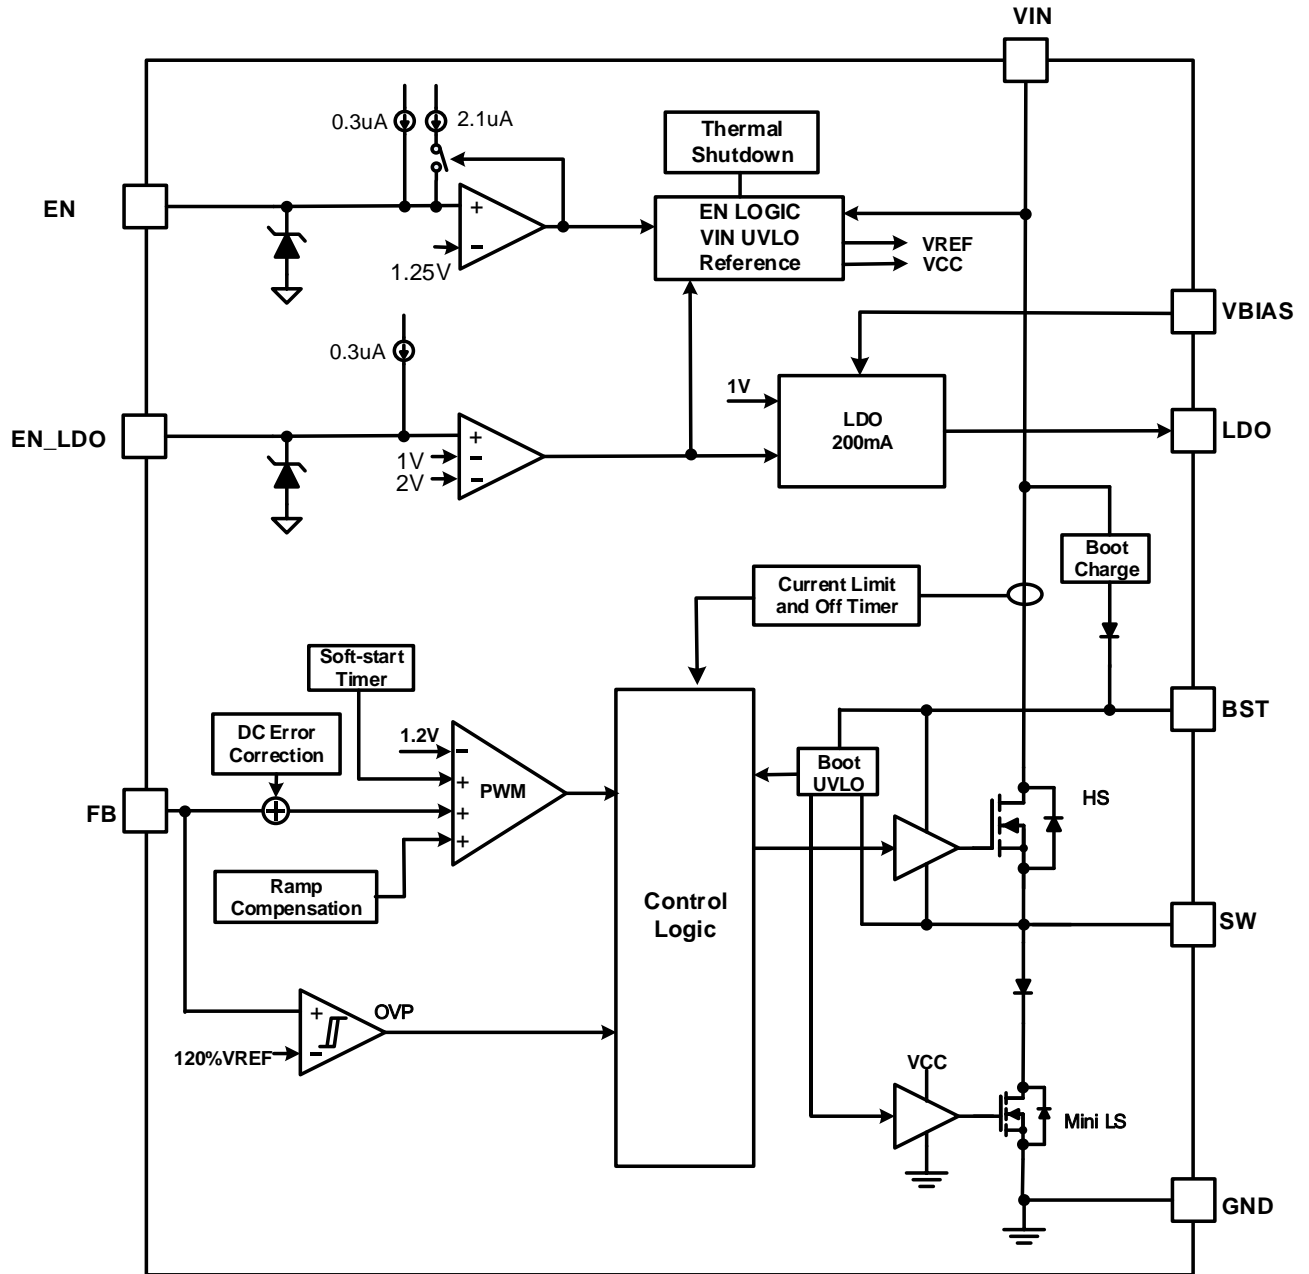 VIN
0.3uA
2.1uA
Thermal
Shutdown
EN
+
−
1.25V
EN LOGIC
VIN UVLO
Reference
VREF
VCC
VBIAS
0.3uA
1V
LDO
200mA
LDO
EN_LDO
+
1V
−
2V
−
Boot
Charge
Current Limit
and Off Timer
Soft-start
Timer
DC Error
Correction
1.2V
−
+
PWM
+
+
FB
Ramp
Compensation
Control
Logic
Boot
UVLO
BST
HS
SW
OVP
+
−
120%VREF
VCC
Mini LS
GND